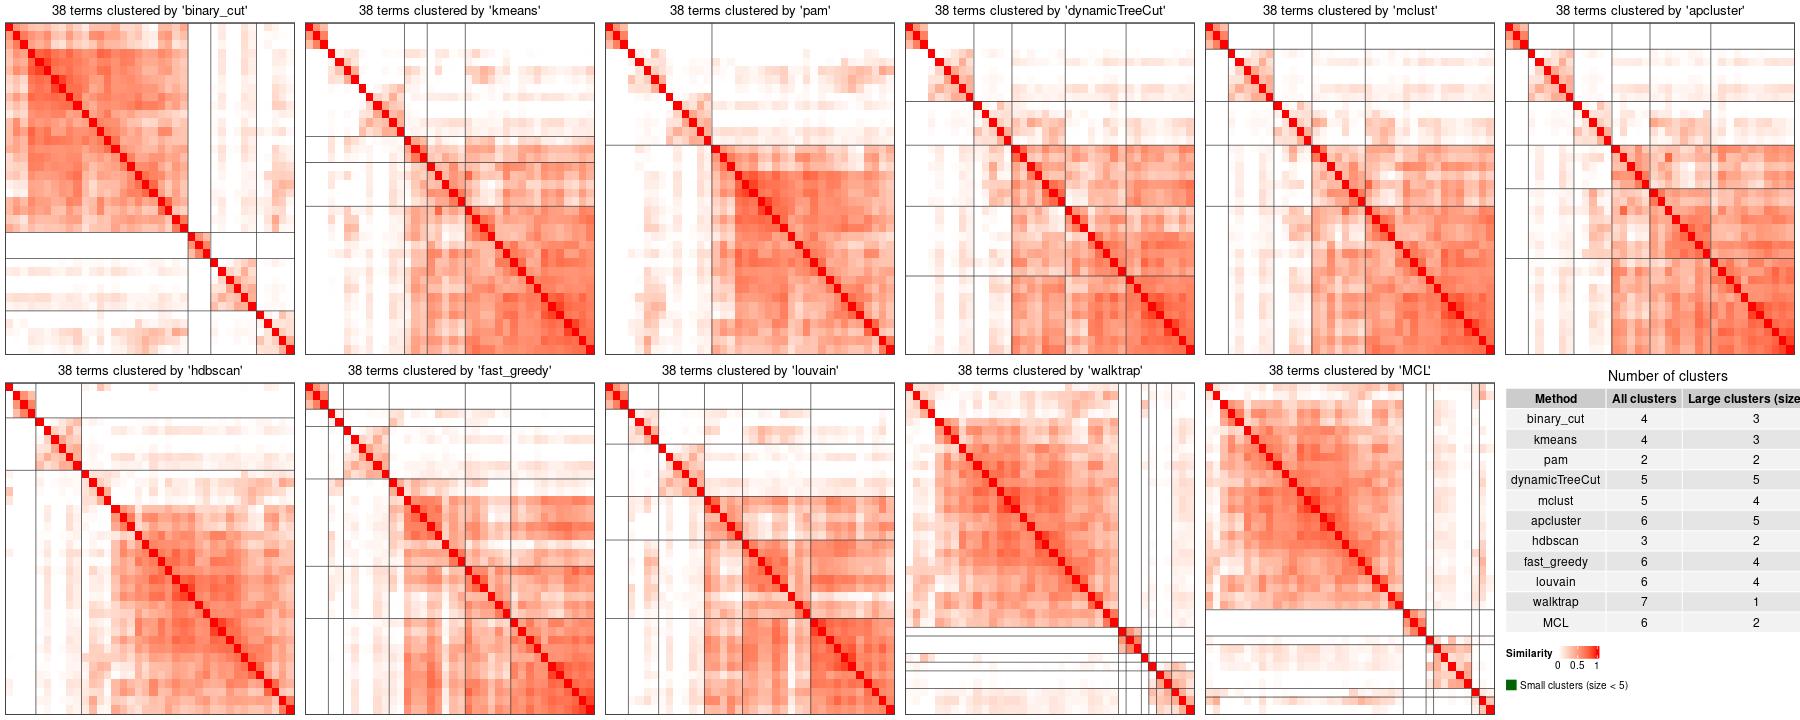 38 terms clustered by 'binary_cut'
38 terms clustered by 'kmeans'
38 terms clustered by 'pam'
38 terms clustered by 'dynamicTreeCut'
38 terms clustered by 'mclust'
38 terms clustered by 'apcluster'
38 terms clustered by 'hdbscan'
38 terms clustered by 'fast_greedy'
38 terms clustered by 'louvain'
38 terms clustered by 'walktrap'
38 terms clustered by 'MCL'
Number of clusters
Method All clusters Large clusters (size
binary_cut 4 3
kmeans 4 3
pam 2 2
dynamicTreeCut 5 5
mclust 5 4
apcluster 6 5
hdbscan 3 2
fast_greedy 6 4
louvain 6 4
walktrap 7 1
MCL 6 2
Similarity
0 0.5 1
Small clusters (size < 5)